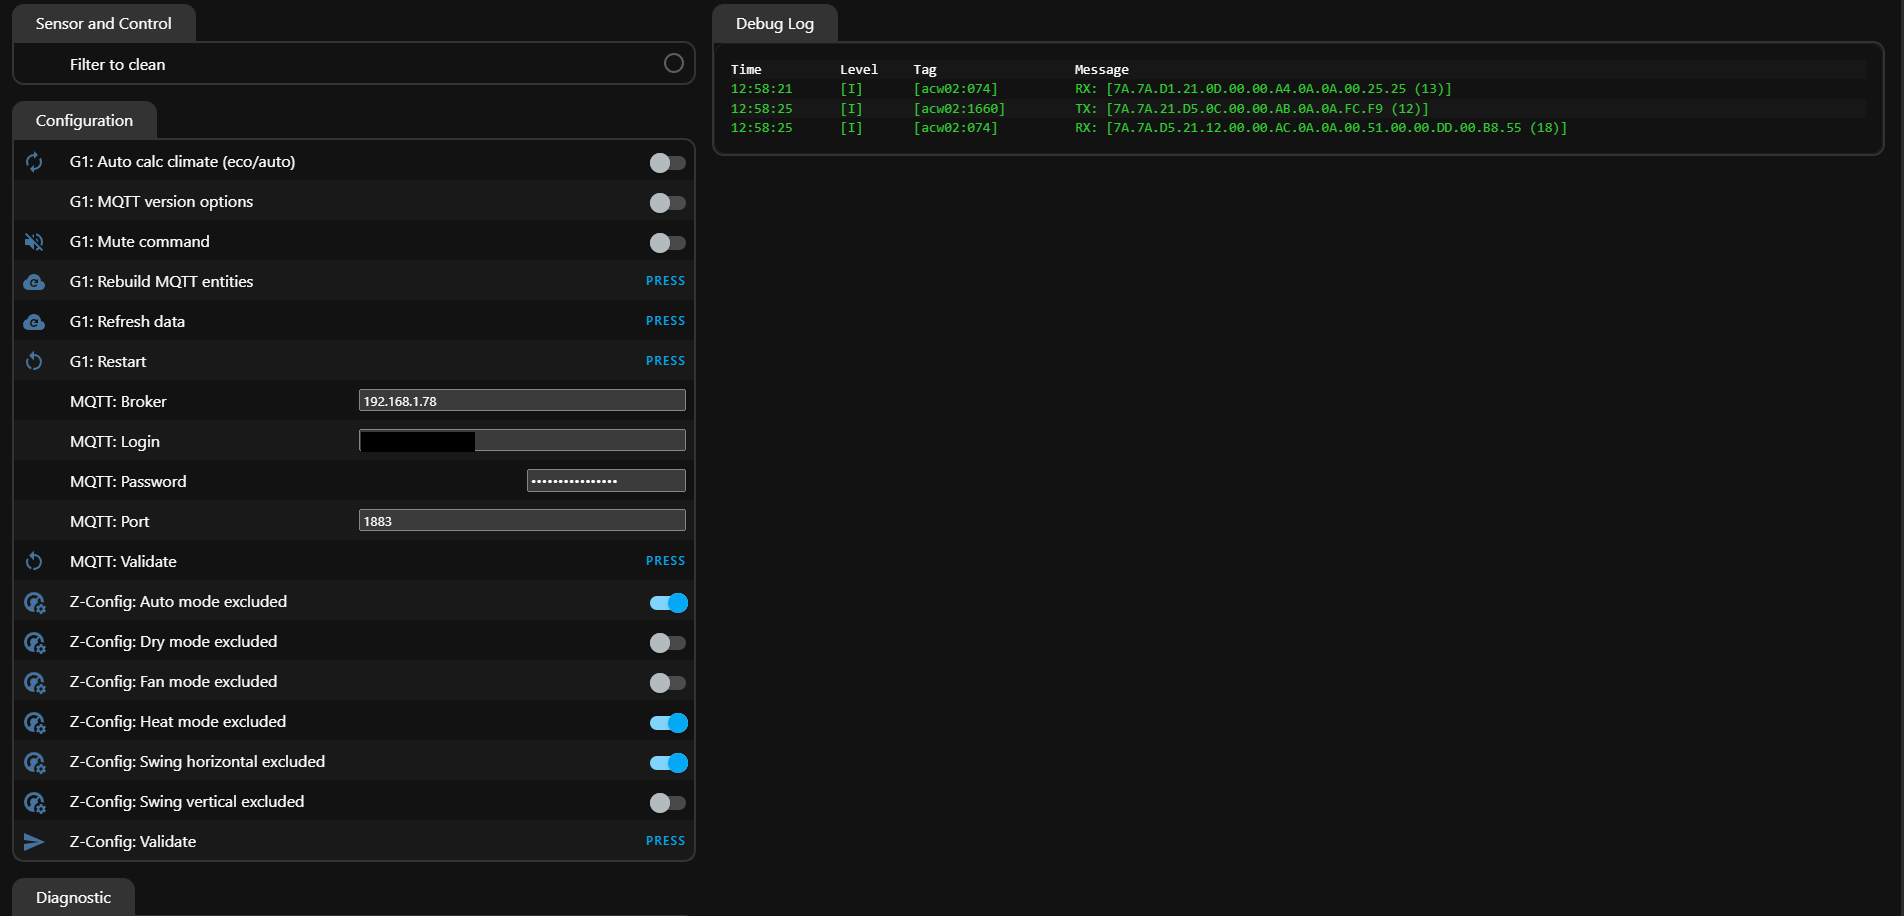 Sensor and Control
Filter to clean
Configuration
G1: Auto calc climate (eco/auto)
G1: MQTT version options
G1: Mute command
G1: Rebuild MQTT entities PRESS
G1: Refresh data PRESS
G1: Restart PRESS
MQTT: Broker 192.168.1.78
MQTT: Login
MQTT: Password ••••••••••••••••
MQTT: Port 1883
MQTT: Validate PRESS
Z-Config: Auto mode excluded
Z-Config: Dry mode excluded
Z-Config: Fan mode excluded
Z-Config: Heat mode excluded
Z-Config: Swing horizontal excluded
Z-Config: Swing vertical excluded
Z-Config: Validate PRESS
Diagnostic
Debug Log
Time Level Tag Message
12:58:21 [I] [acw02:074] RX: [7A.7A.D1.21.0D.00.00.A4.0A.0A.00.25.25 (13)]
12:58:25 [I] [acw02:1660] TX: [7A.7A.21.D5.0C.00.00.AB.0A.0A.FC.F9 (12)]
12:58:25 [I] [acw02:074] RX: [7A.7A.D5.21.12.00.00.AC.0A.0A.00.51.00.00.DD.00.B8.55 (18)]